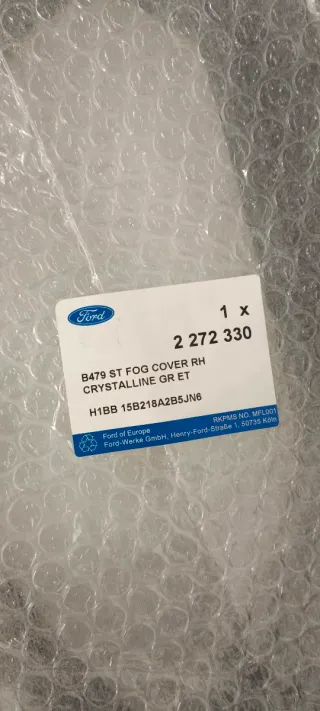 Ford
1 x
2 272 330
B479 ST FOG COVER RH
CRYSTALLINE GR ET
H1BB 15B218A2B5JN6
RKPMS NO. MFL001
Ford of Europe
Ford-Werke GmbH, Henry-Ford-Straße 1, 50735 Köln